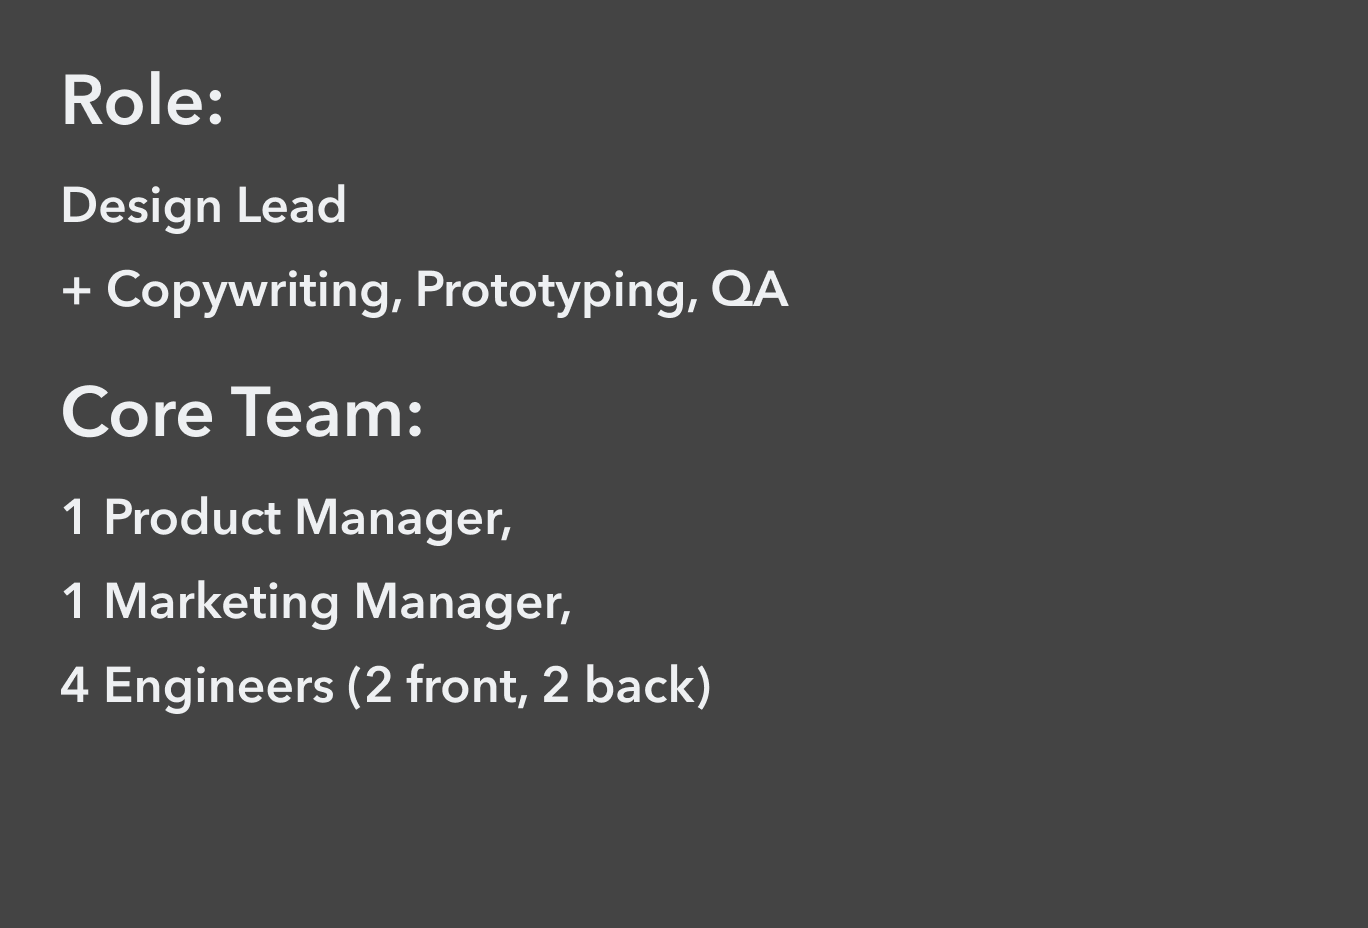 Role:
Design Lead
+ Copywriting, Prototyping, QA
Core Team:
1 Product Manager,
1 Marketing Manager,
4 Engineers (2 front, 2 back)